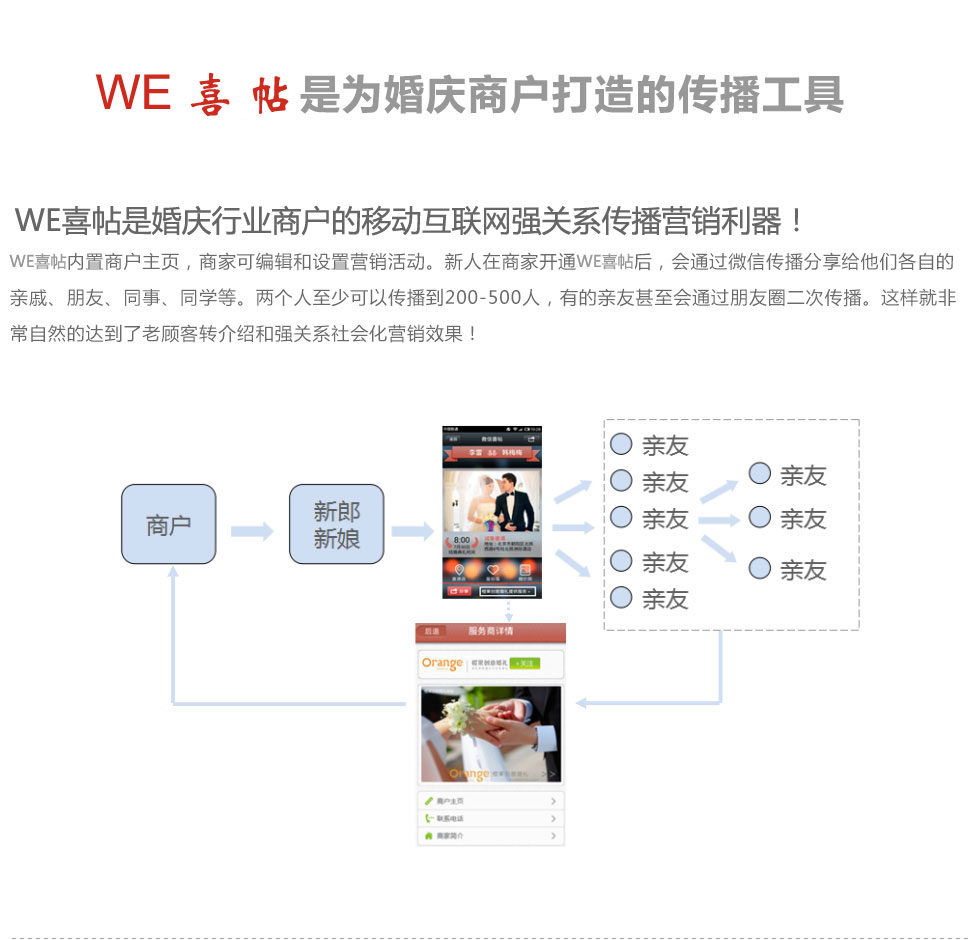 WE 喜帖是为婚庆商户打造的传播工具
WE喜帖是婚庆行业商户的移动互联网强关系传播营销利器！
WE喜帖内置商户主页，商家可编辑和设置营销活动。新人在商家开通WE喜帖后，会通过微信传播分享给他们各自的
亲戚、朋友、同事、同学等。两个人至少可以传播到200-500人，有的亲友甚至会通过朋友圈二次传播。这样就非
常自然的达到了老顾客转介绍和强关系社会化营销效果！
商户
新郎
新娘
微信喜帖
李雷 韩梅梅
8:00
亲友
亲友
亲友
亲友
亲友
亲友
亲友
亲友
后退
服务商详情
Orange
+关注
Orange
商户主页
联系电话
商家简介